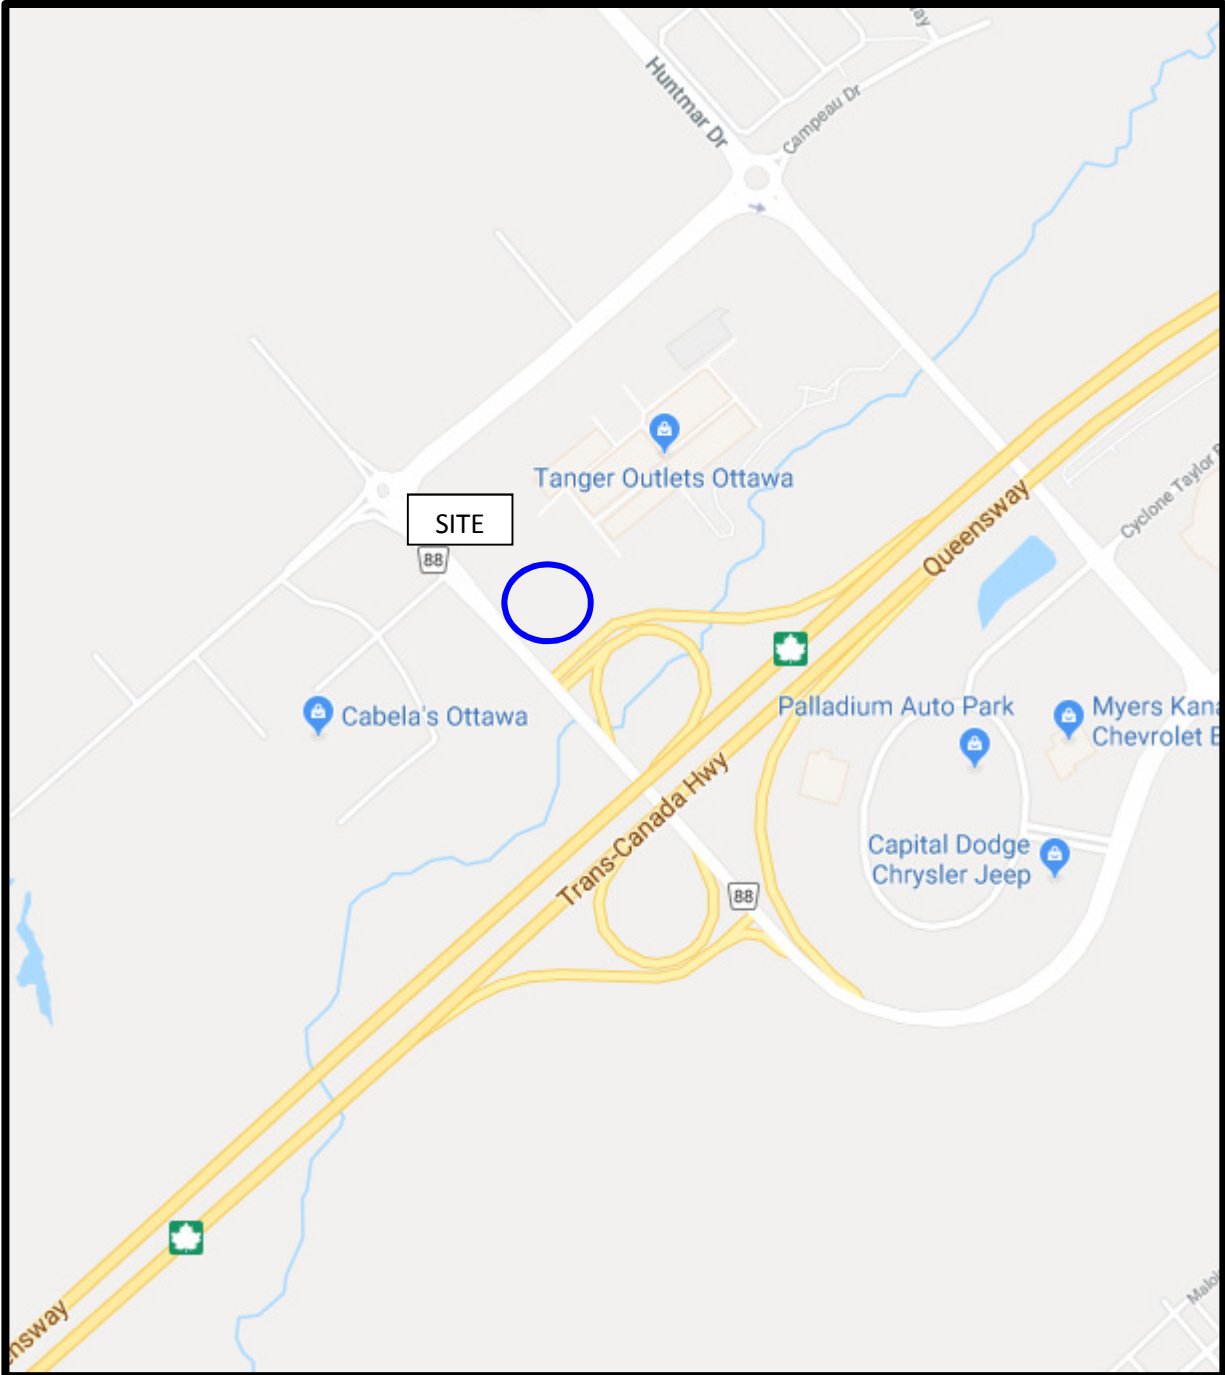 Huntmar Dr
Campeau Dr
Tanger Outlets Ottawa
SITE
88
Queensway
Cyclone Taylor
Cabela's Ottawa
Palladium Auto Park
Myers Kana
Chevrolet B
Trans-Canada Hwy
Capital Dodge
Chrysler Jeep
88
ensway